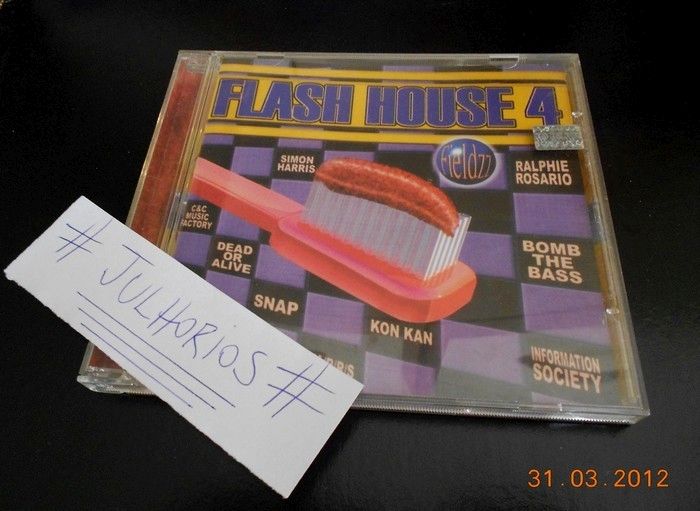 FLASH HOUSE 4
Fieldzz
SIMON
HARRIS
RALPHIE
ROSARIO
C&C
MUSIC
FACTORY
DEAD
OR
ALIVE
BOMB
THE
BASS
SNAP
KON KAN
INFORMATION
SOCIETY
# JULHORIOS #
31.03.2012